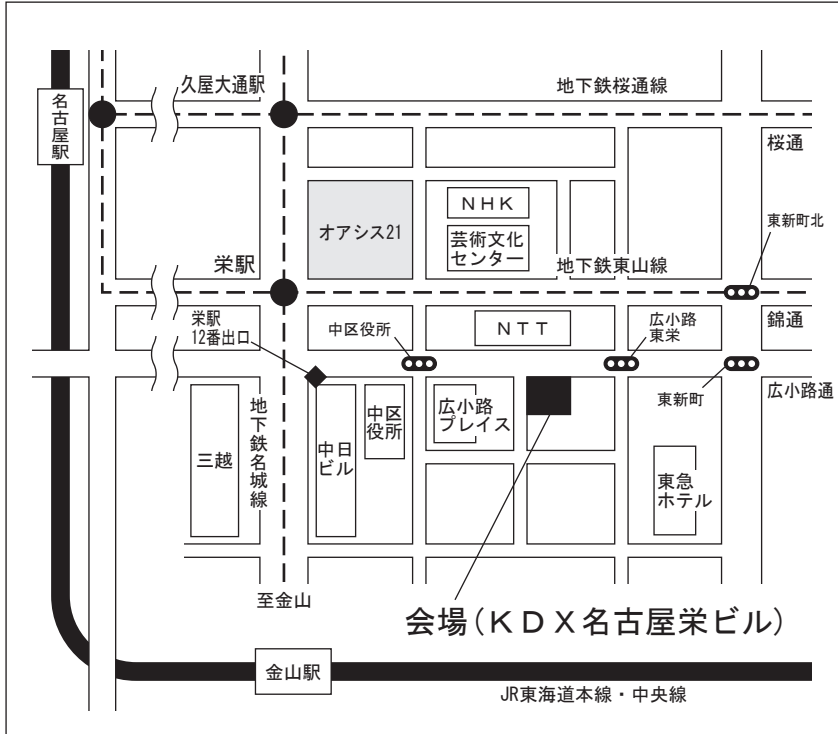 久屋大通駅
地下鉄桜通線
名古屋駅
桜通
NHK
東新町北
オアシス21
芸術文化
センター
栄駅
地下鉄東山線
栄駅
12番出口
中区役所
NTT
広小路
東栄
錦通
東新町
広小路通
三越
地下鉄名城線
中日
ビル
中区
役所
広小路
プレイス
東急
ホテル
至金山
会場(KDX名古屋栄ビル)
金山駅
JR東海道本線・中央線